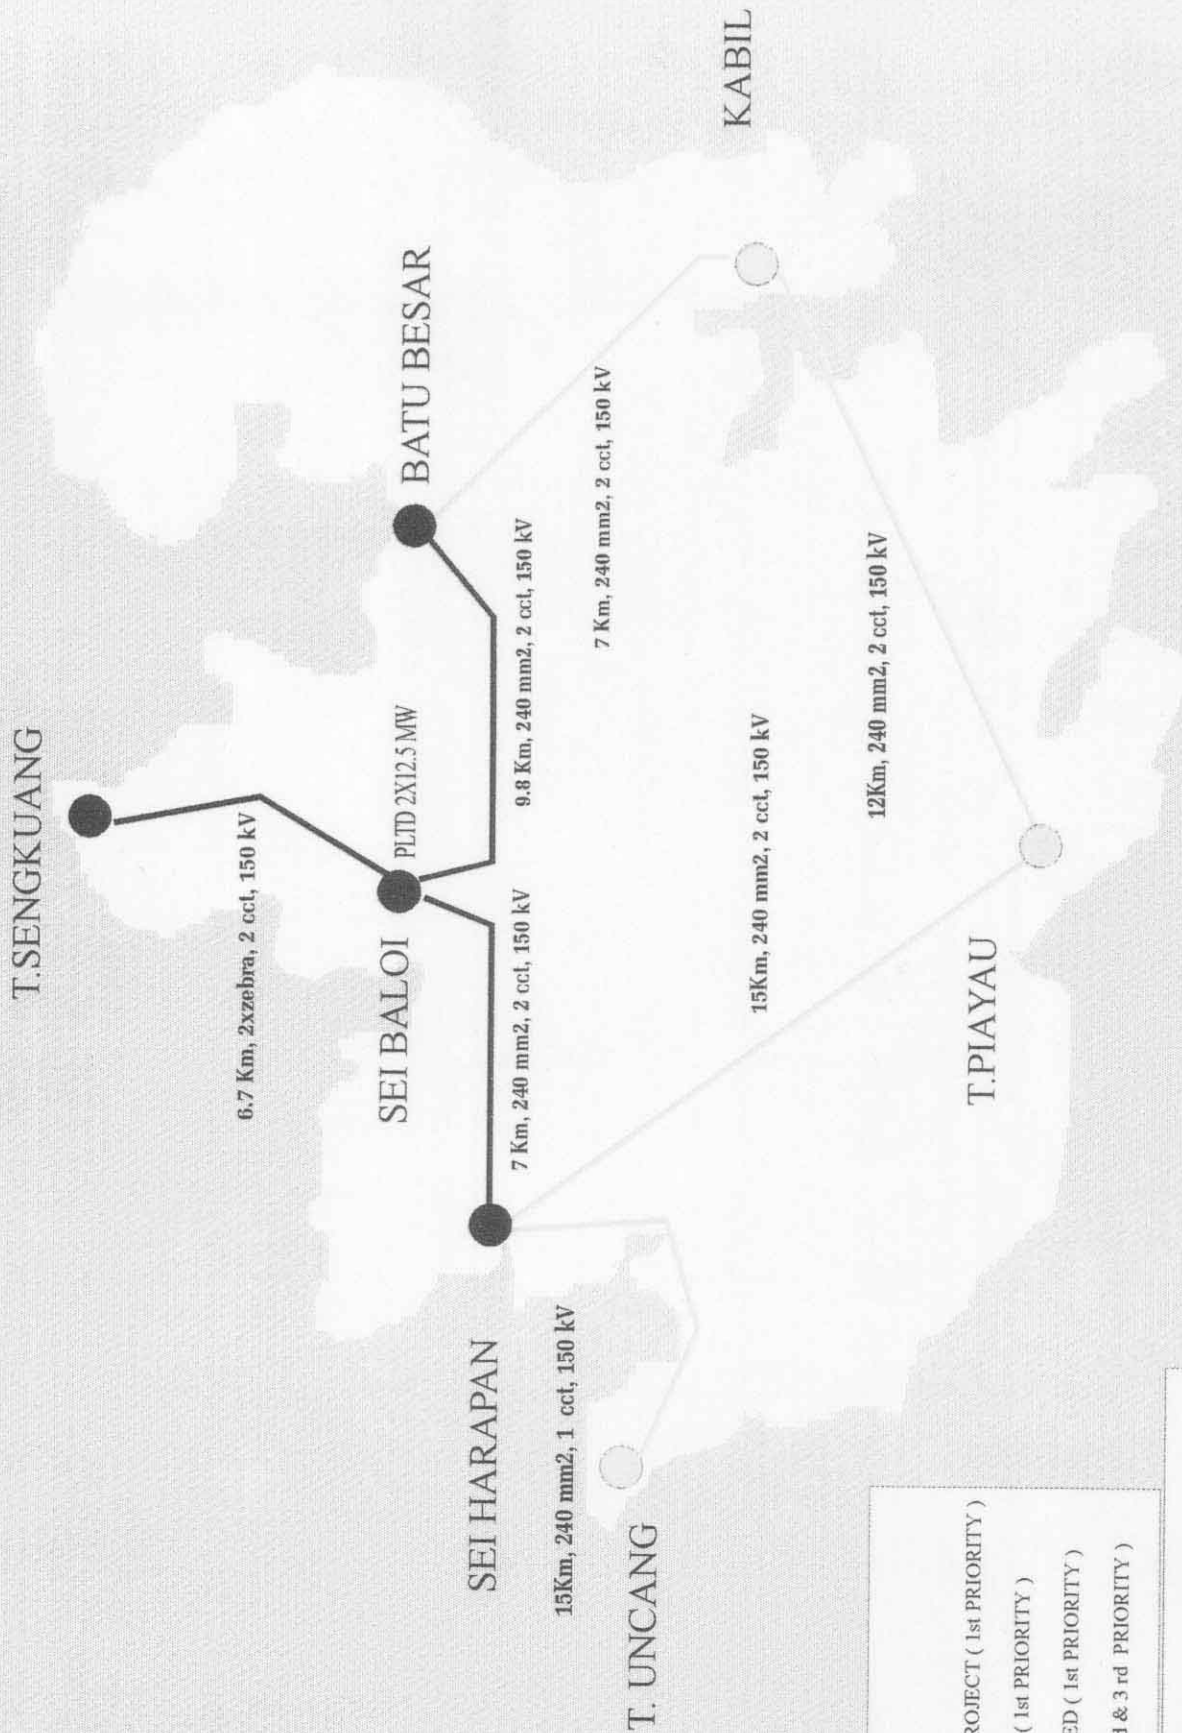 T.SENGKUANG
6.7 Km, 2xzebra, 2 cct, 150 kV
SEI BALOI
PLTD 2X12.5 MW
BATU BESAR
KABIL
SEI HARAPAN
7 Km, 240 mm2, 2 cct, 150 kV
9.8 Km, 240 mm2, 2 cct, 150 kV
7 Km, 240 mm2, 2 cct, 150 kV
15Km, 240 mm2, 1 cct, 150 kV
T. UNCANG
15Km, 240 mm2, 2 cct, 150 kV
12Km, 240 mm2, 2 cct, 150 kV
T.PIAYAU
( 1st PRIORITY )
( 1st PRIORITY )
( 1st PRIORITY )
& 3 rd PRIORITY )